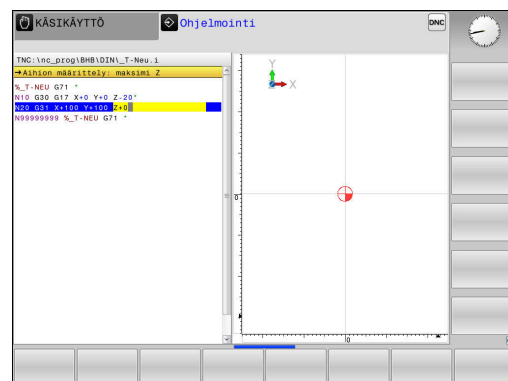 KÄSIKÄYTTÖ
Ohjelmointi
DNC
TNC:\nc_prog\BHB\DIN\_T-Neu.i
→Aihion määrittely: maksimi Z
%_T-NEU G71 *
N10 G30 G17 X+0 Y+0 Z-20*
N20 G31 X+100 Y+100 Z+0
N99999999 %_T-NEU G71 *
Y
X
0
0